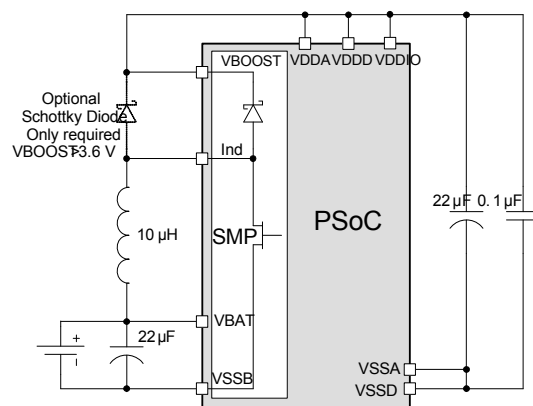 VBOOST
VDDA VDDD VDDIO
Optional
Schottky Diode
Only required
VBOOST>3.6 V
Ind
22 µF 0.1 µF
PSoC
10 µH
SMP
VBAT
22 µF
+
-
VSSA
VSSB
VSSD